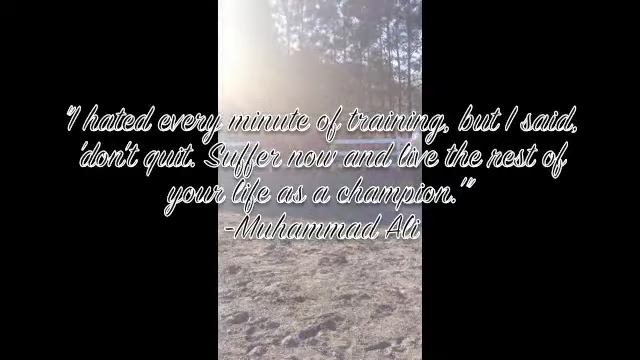 "I hated every minute of training, but I said,
'don't quit. Suffer now and live the rest of
your life as a champion.'"
-Muhammad Ali